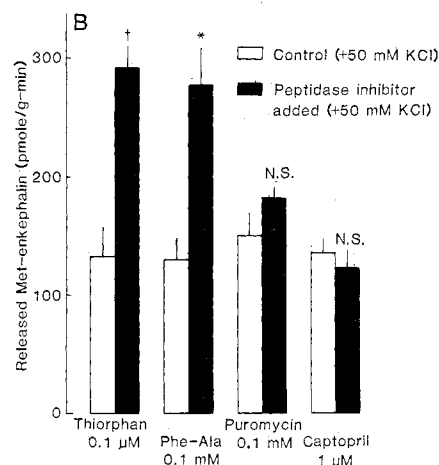 B
Released Met-enkephalin (pmole/g-min)
300
200
100
0
Control (+50 mM KCl)
Peptidase inhibitor
added (+50 mM KCl)
†
*
N.S.
N.S.
Thiorphan
0.1 μM
Phe-Ala
0.1 mM
Puromycin
0.1 mM
Captopril
1 μM